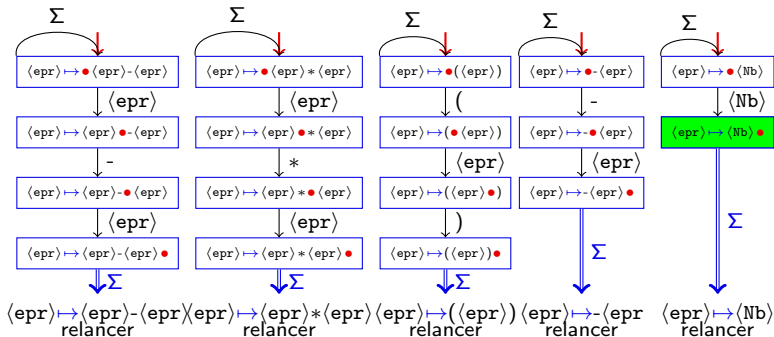 Σ Σ Σ Σ Σ
⟨epr⟩↦●⟨epr⟩-⟨epr⟩ ⟨epr⟩↦●⟨epr⟩*⟨epr⟩ ⟨epr⟩↦●(⟨epr⟩) ⟨epr⟩↦●-⟨epr⟩ ⟨epr⟩↦●⟨Nb⟩
⟨epr⟩ ⟨epr⟩ ( - ⟨Nb⟩
⟨epr⟩↦⟨epr⟩●-⟨epr⟩ ⟨epr⟩↦⟨epr⟩●*⟨epr⟩ ⟨epr⟩↦(●⟨epr⟩) ⟨epr⟩↦-●⟨epr⟩ ⟨epr⟩↦⟨Nb⟩●
- * ⟨epr⟩ ⟨epr⟩
⟨epr⟩↦⟨epr⟩-●⟨epr⟩ ⟨epr⟩↦⟨epr⟩*●⟨epr⟩ ⟨epr⟩↦(⟨epr⟩●) ⟨epr⟩↦-⟨epr⟩●
⟨epr⟩ ⟨epr⟩ ) Σ
⟨epr⟩↦⟨epr⟩-⟨epr⟩● ⟨epr⟩↦⟨epr⟩*⟨epr⟩● ⟨epr⟩↦(⟨epr⟩)● Σ
Σ Σ Σ
⟨epr⟩↦⟨epr⟩-⟨epr⟩ ⟨epr⟩↦⟨epr⟩*⟨epr⟩ ⟨epr⟩↦(⟨epr⟩) ⟨epr⟩↦-⟨epr ⟨epr⟩↦⟨Nb⟩
relancer relancer relancer relancer relancer